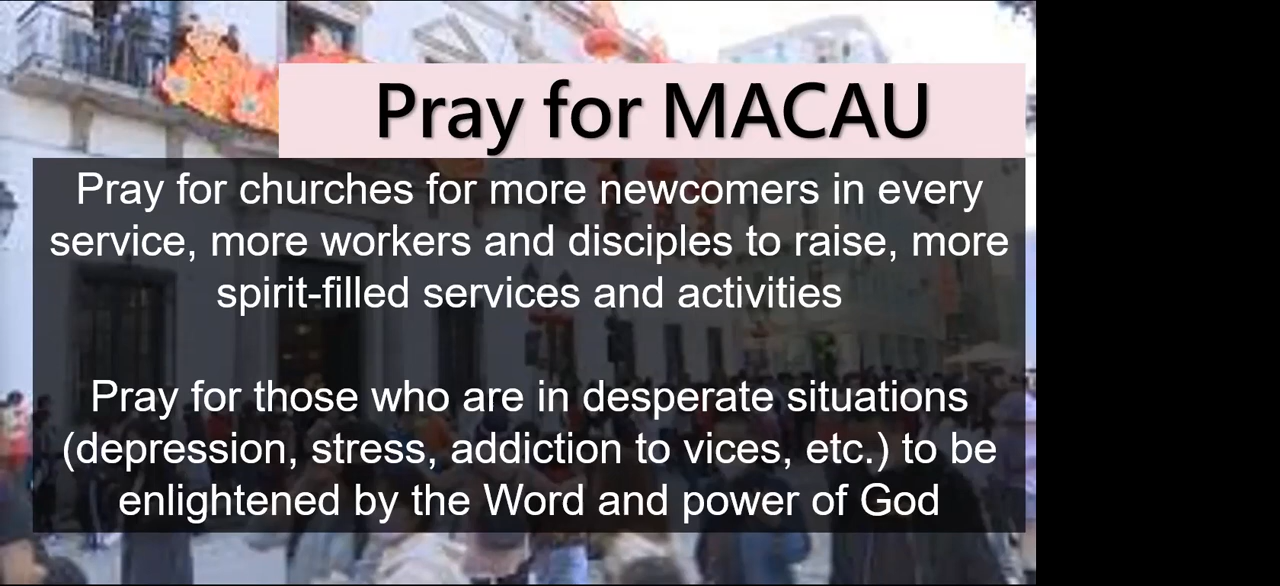 Pray for MACAU
Pray for churches for more newcomers in every
service, more workers and disciples to raise, more
spirit-filled services and activities
Pray for those who are in desperate situations
(depression, stress, addiction to vices, etc.) to be
enlightened by the Word and power of God